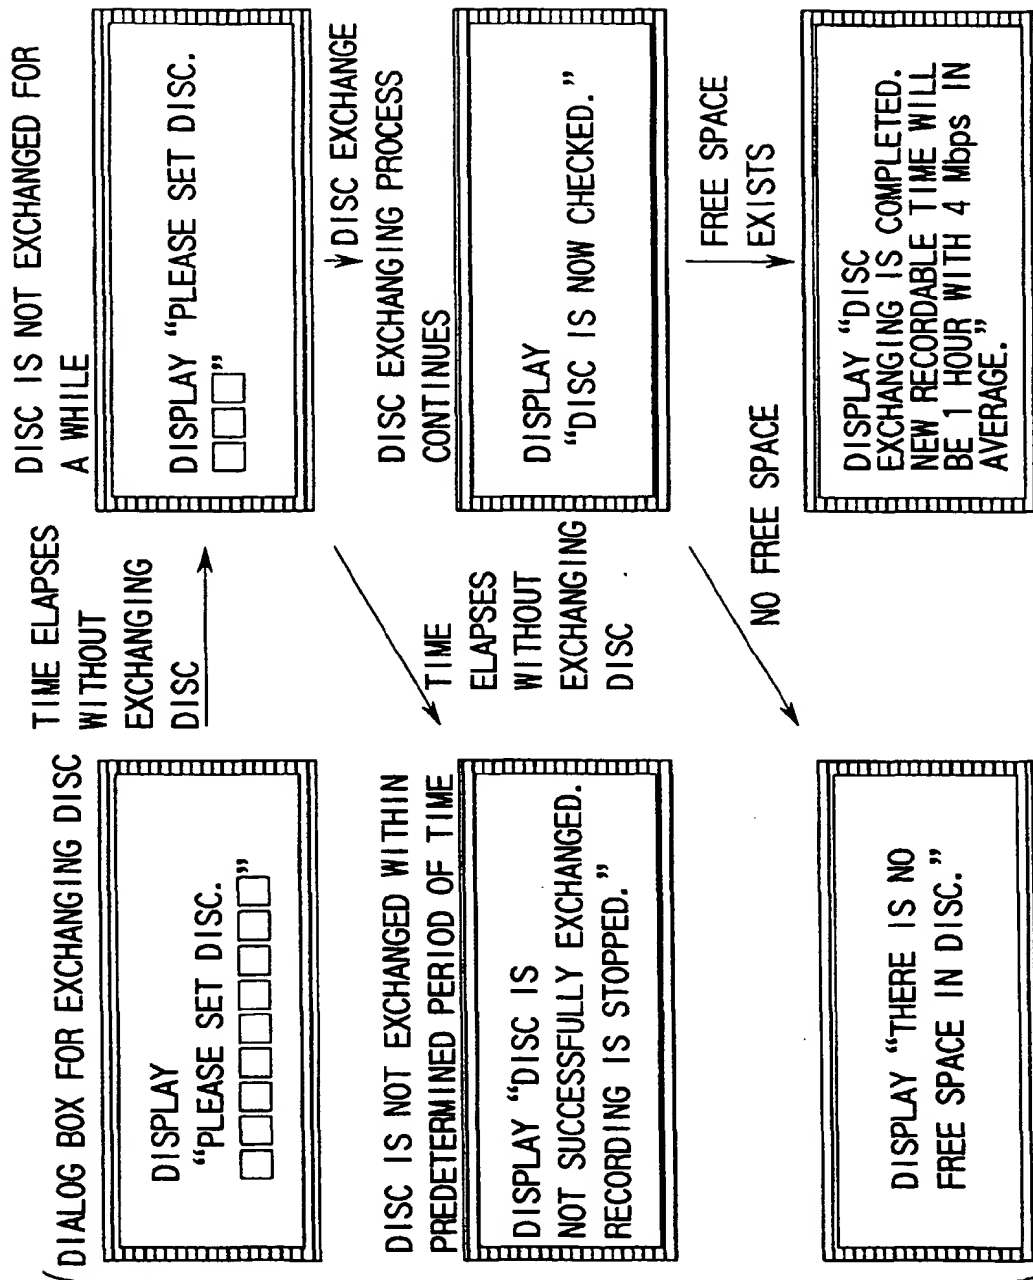 (DIALOG BOX FOR EXCHANGING DISC
DISPLAY
“PLEASE SET DISC.
”
TIME ELAPSES
WITHOUT
EXCHANGING
DISC
DISC IS NOT EXCHANGED FOR
A WHILE
DISPLAY “PLEASE SET DISC.
”
DISC IS NOT EXCHANGED WITHIN
PREDETERMINED PERIOD OF TIME
DISPLAY “DISC IS
NOT SUCCESSFULLY EXCHANGED.
RECORDING IS STOPPED.”
TIME
ELAPSES
WITHOUT
EXCHANGING
DISC
DISC EXCHANGE
DISC EXCHANGING PROCESS
CONTINUES
DISPLAY
“DISC IS NOW CHECKED.”
NO FREE SPACE
FREE SPACE
EXISTS
DISPLAY “THERE IS NO
FREE SPACE IN DISC.”
DISPLAY “DISC
EXCHANGING IS COMPLETED.
NEW RECORDABLE TIME WILL
BE 1 HOUR WITH 4 Mbps IN
AVERAGE.”